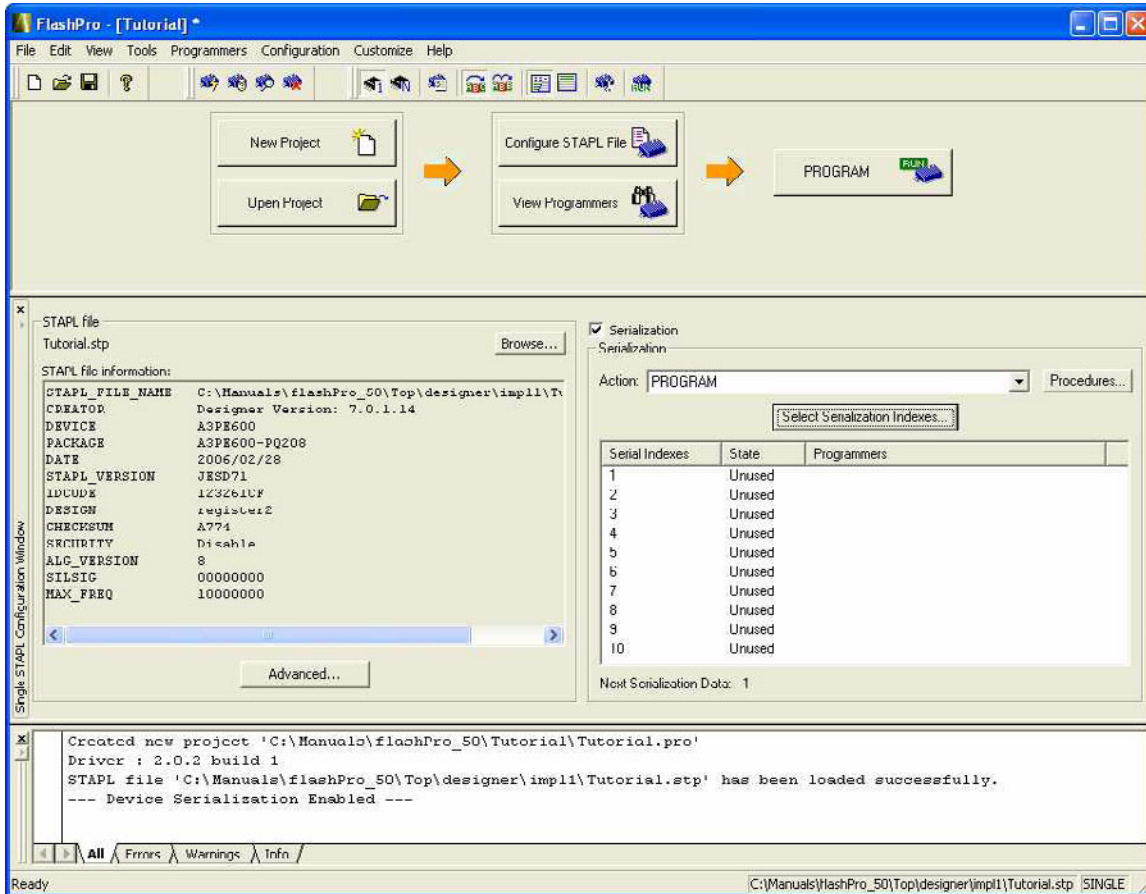 FlashPro - [Tutorial] *
File Edit View Tools Programmers Configuration Customize Help
New Project
Open Project
Configure STAPL File
View Programmers
PROGRAM
RUN
Single STAPL Configuration Window
STAPL file
Tutorial.stp
Browse...
STAPL file information:
STAPL_FILE_NAME C:\Manuals\flashPro_50\Top\designer\impl1\Tu
CREATOR Designer Version: 7.0.1.14
DEVICE A3PE600
PACKAGE A3PE600-PQ208
DATE 2006/02/28
STAPL_VERSION JESD71
IDCODE 123261CF
DESIGN register2
CHECKSUM A774
SECURITY Disable
ALG_VERSION 8
SILSIG 00000000
MAX_FREQ 10000000
Advanced...
Serialization
Serialization
Action: PROGRAM
Procedures...
Select Serialization Indexes...
Serial Indexes State Programmers
1 Unused
2 Unused
3 Unused
4 Unused
5 Unused
6 Unused
7 Unused
8 Unused
9 Unused
10 Unused
Next Serialization Data: 1
Created new project 'C:\Manuals\flashPro_50\Tutorial\Tutorial.pro'
Driver : 2.0.2 build 1
STAPL file 'C:\Manuals\flashPro_50\Top\designer\impl1\Tutorial.stp' has been loaded successfully.
--- Device Serialization Enabled ---
All Errors Warnings Info
Ready
C:\Manuals\flashPro_50\Top\designer\impl1\Tutorial.stp SINGLE